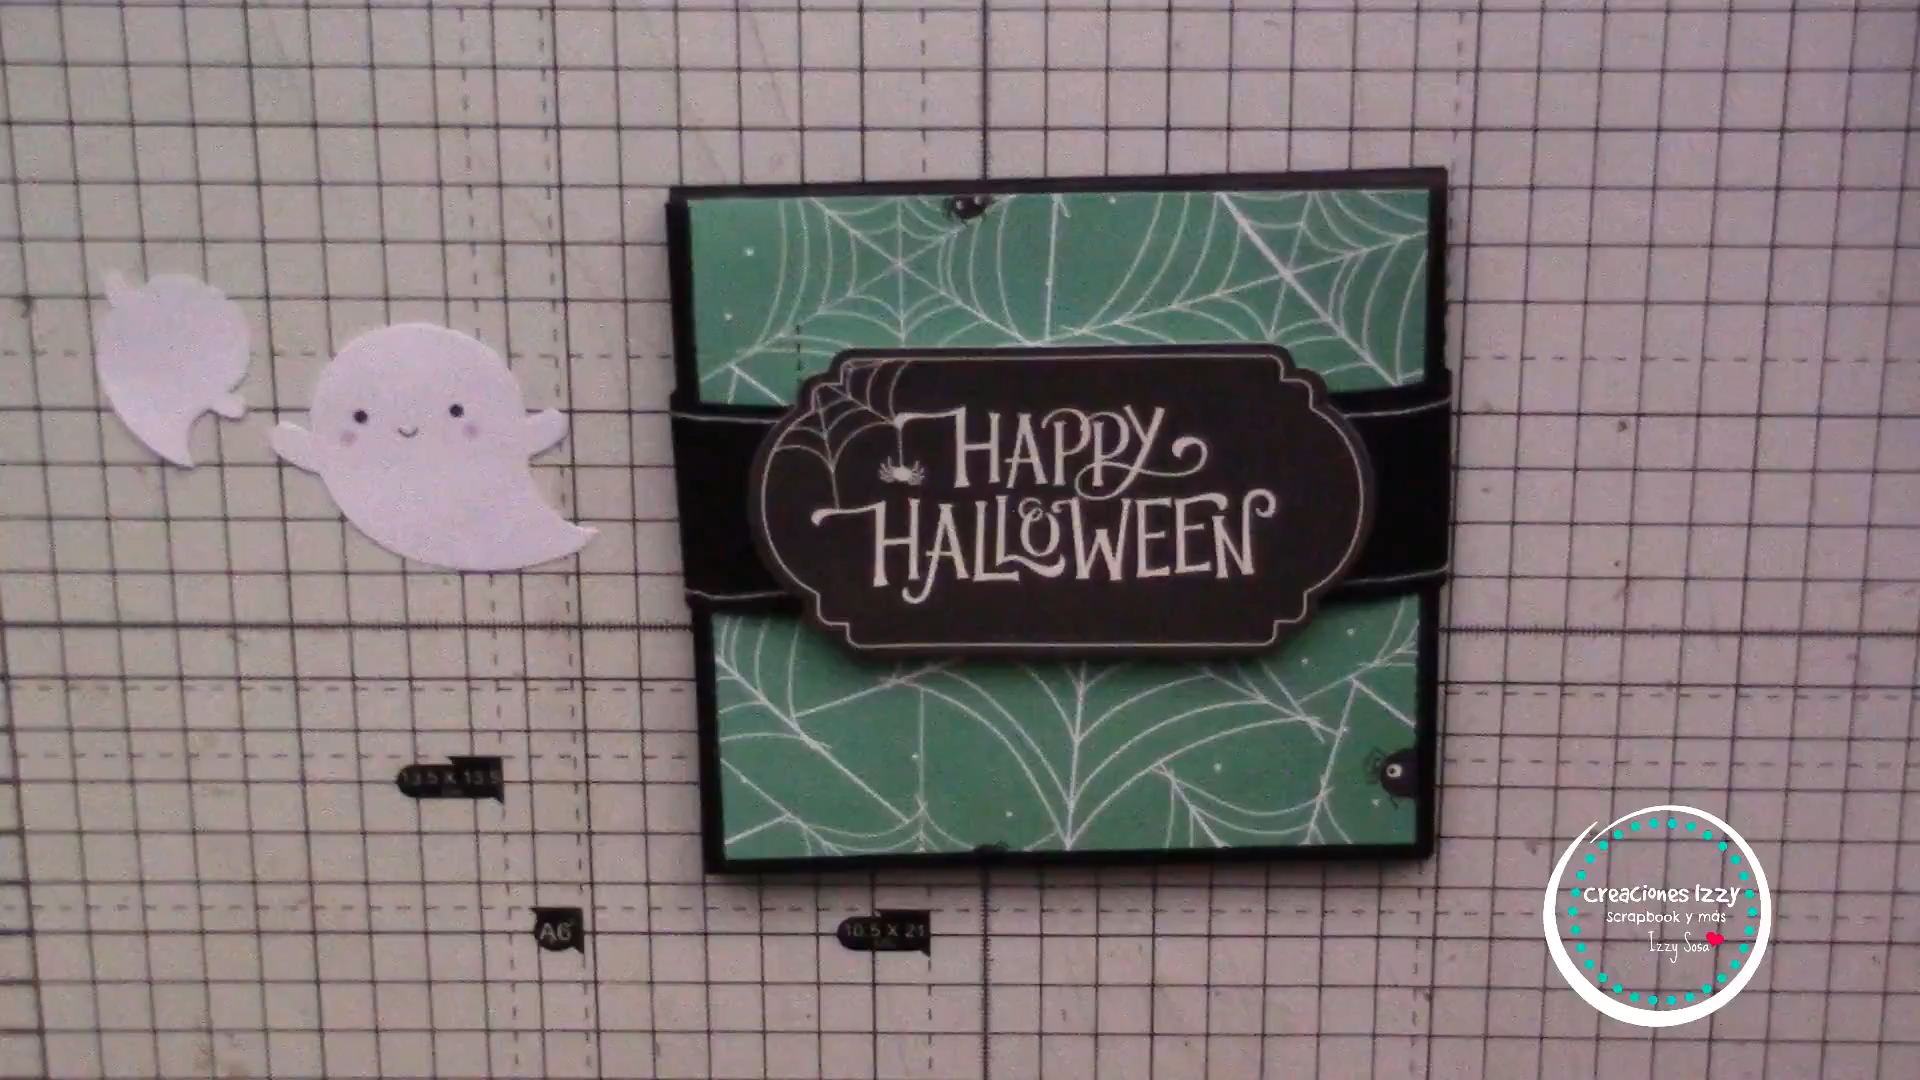 HAPPY
HALLOWEEN
13.5 X 13.5
A6
10.5 X 21
Creaciones Izzy
Scrapbook y más
Izzy Sosa